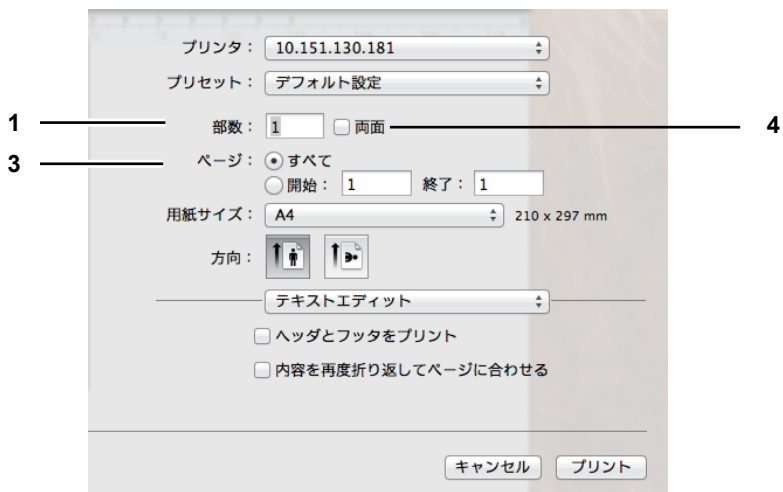 プリンタ： 10.151.130.181
プリセット： デフォルト設定
1 部数： 1 両面 4
3 ページ： すべて
開始： 1 終了： 1
用紙サイズ： A4 210 x 297 mm
方向：
テキストエディット
ヘッダとフッタをプリント
内容を再度折り返してページに合わせる
キャンセル プリント